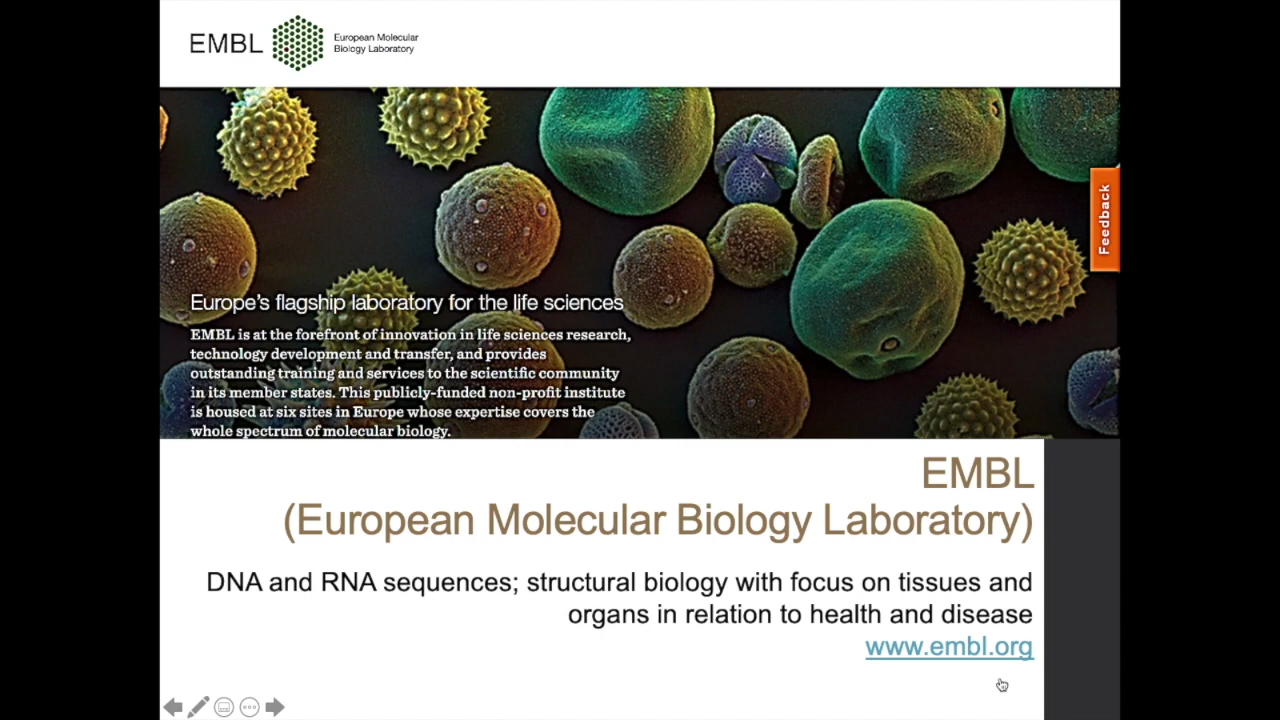 EMBL
European Molecular
Biology Laboratory
Feedback
Europe's flagship laboratory for the life sciences
EMBL is at the forefront of innovation in life sciences research,
technology development and transfer, and provides
outstanding training and services to the scientific community
in its member states. This publicly-funded non-profit institute
is housed at six sites in Europe whose expertise covers the
whole spectrum of molecular biology.
EMBL
(European Molecular Biology Laboratory)
DNA and RNA sequences; structural biology with focus on tissues and
organs in relation to health and disease
www.embl.org